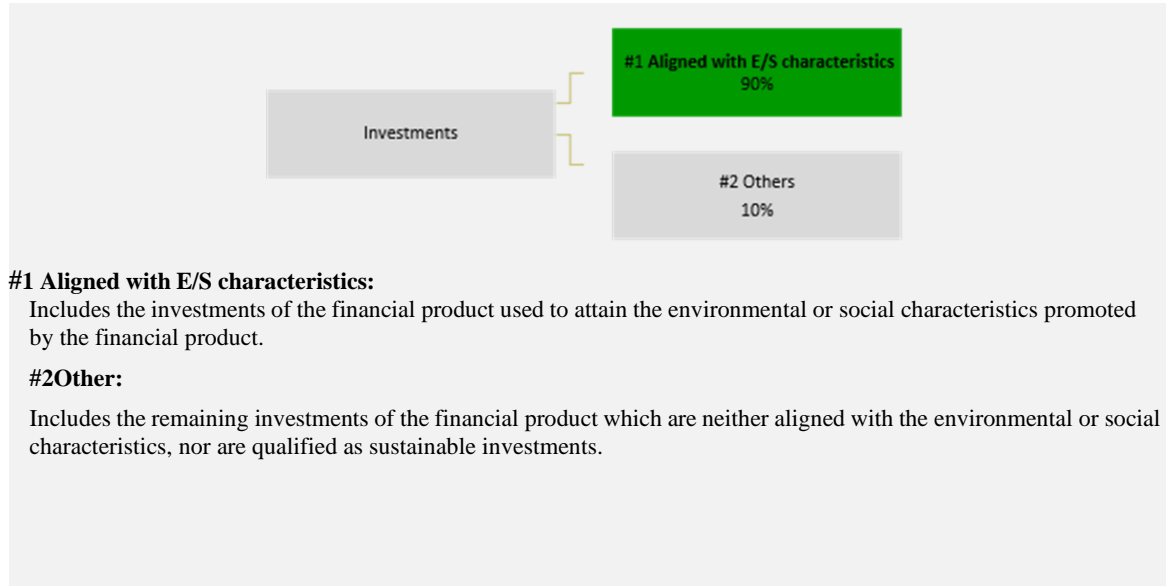 #1 Aligned with E/S characteristics
90%
Investments
#2 Others
10%
#1 Aligned with E/S characteristics:
Includes the investments of the financial product used to attain the environmental or social characteristics promoted
by the financial product.
#2Other:
Includes the remaining investments of the financial product which are neither aligned with the environmental or social
characteristics, nor are qualified as sustainable investments.